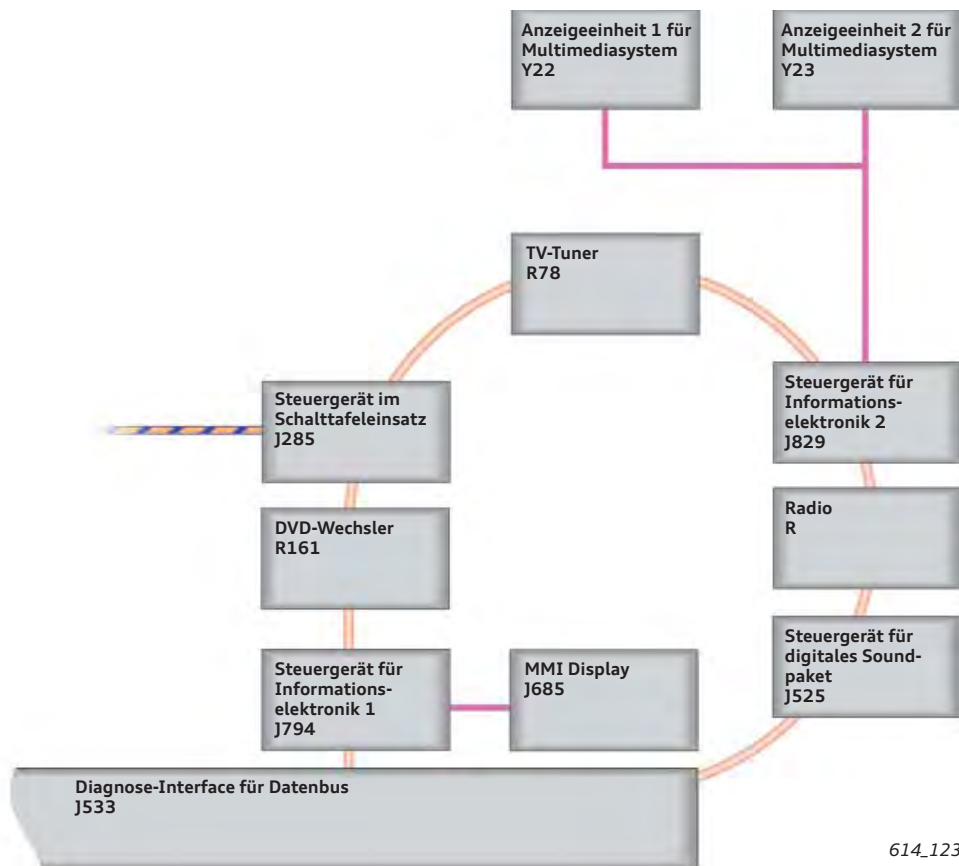 Anzeigeeinheit 1 für
Multimediasystem
Y22
Anzeigeeinheit 2 für
Multimediasystem
Y23
TV-Tuner
R78
Steuergerät im
Schalttafeleinsatz
J285
Steuergerät für
Informations-
elektronik 2
J829
DVD-Wechsler
R161
Radio
R
Steuergerät für
Informations-
elektronik 1
J794
MMI Display
J685
Steuergerät für
digitales Sound-
paket
J525
Diagnose-Interface für Datenbus
J533
614_123